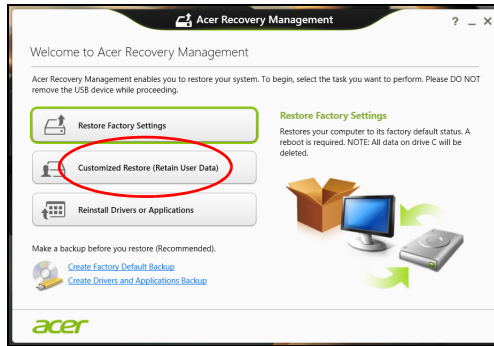 Acer Recovery Management
Welcome to Acer Recovery Management
Acer Recovery Management enables you to restore your system. To begin, select the task you want to perform. Please DO NOT
remove the USB device while proceeding.
Restore Factory Settings
Customized Restore (Retain User Data)
Reinstall Drivers or Applications
Restore Factory Settings
Restores your computer to its factory default status. A
reboot is required. NOTE: All data on drive C will be
deleted.
Make a backup before you restore (Recommended).
Create Factory Default Backup
Create Drivers and Applications Backup
acer